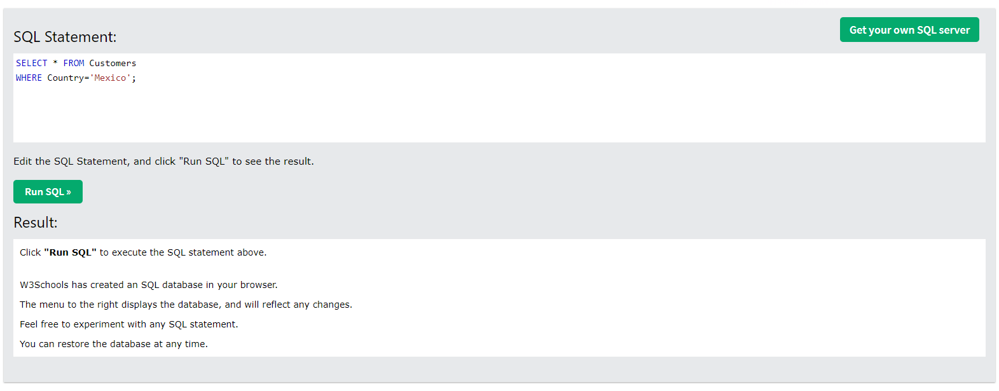 Get your own SQL server
SQL Statement:
SELECT * FROM Customers
WHERE Country='Mexico';
Edit the SQL Statement, and click "Run SQL" to see the result.
Run SQL »
Result:
Click "Run SQL" to execute the SQL statement above.
W3Schools has created an SQL database in your browser.
The menu to the right displays the database, and will reflect any changes.
Feel free to experiment with any SQL statement.
You can restore the database at any time.